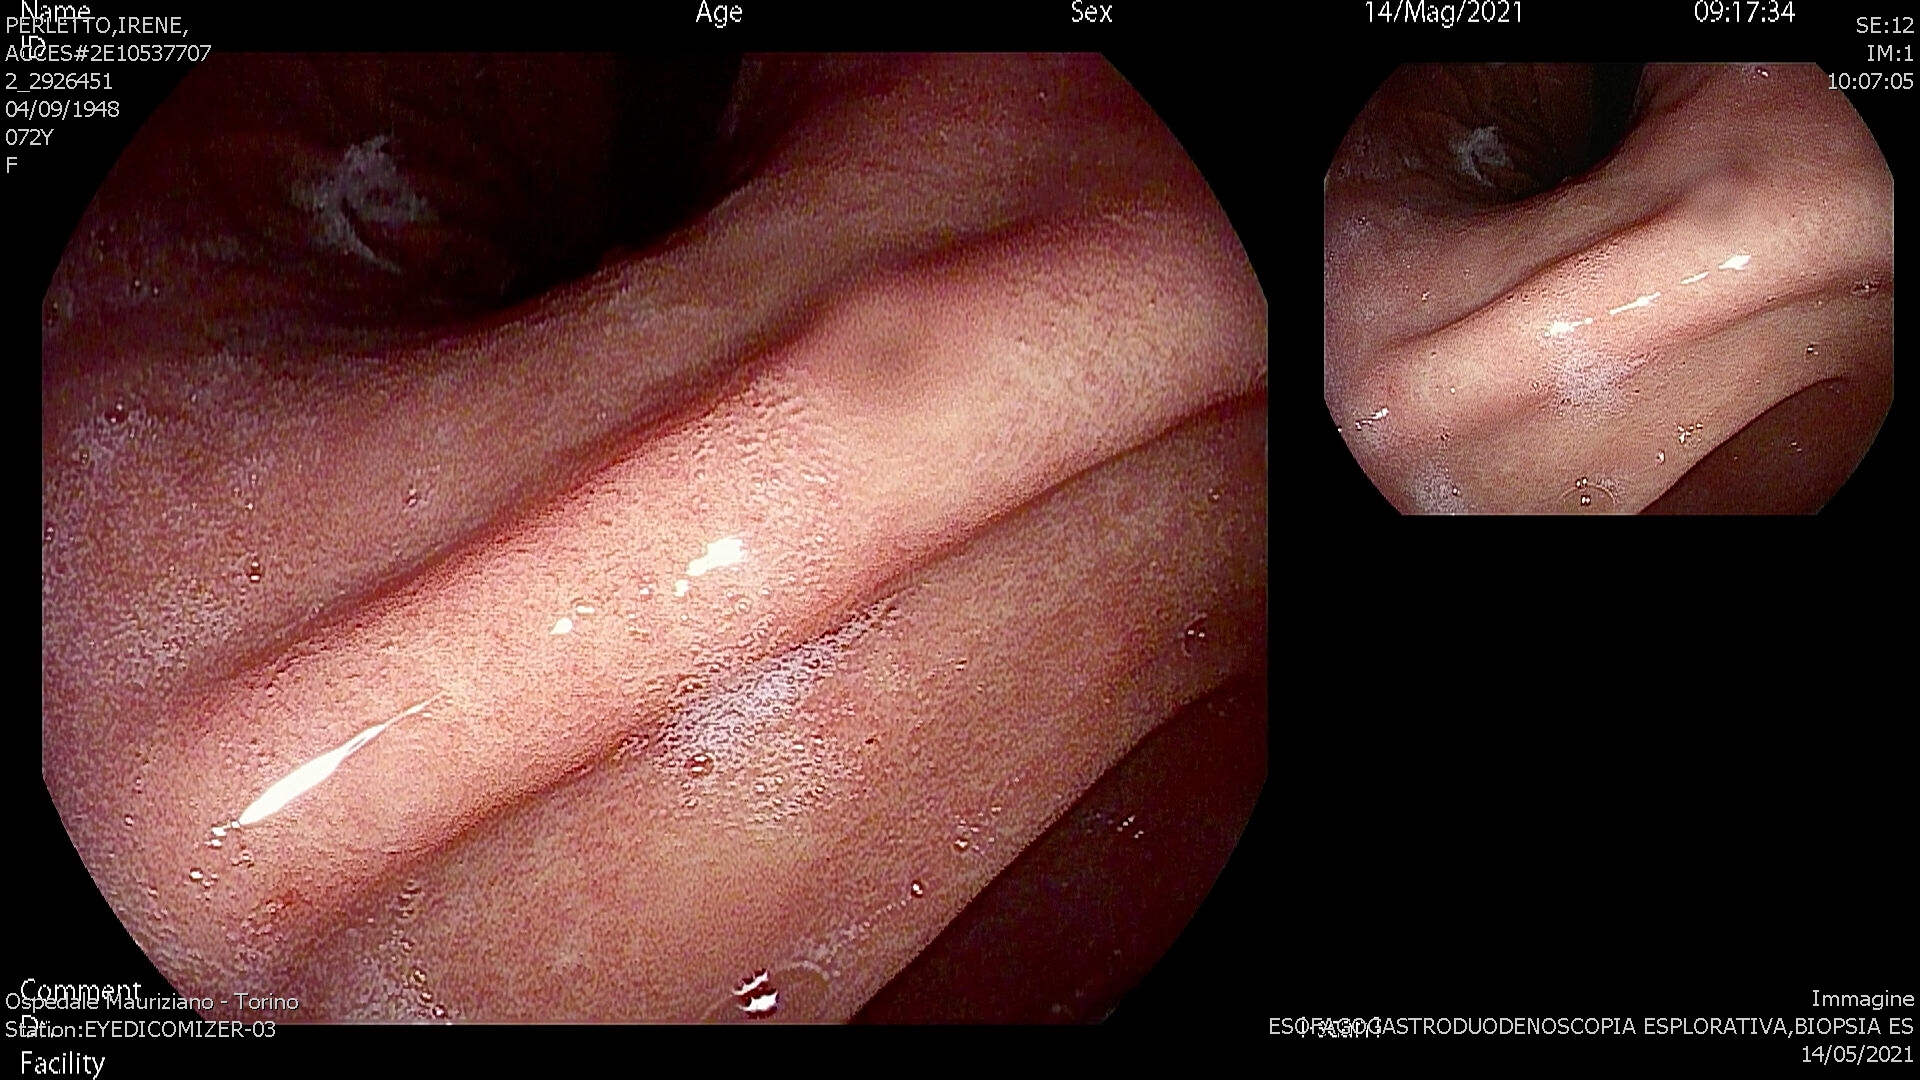 Name
Age
Sex
14/Mag/2021
09:17:34
PERLETTO,IRENE,
SE:12
ID
ACCES#2E10537707
IM:1
2_2926451
10:07:05
04/09/1948
072Y
F
Comment
Ospedale Mauriziano - Torino
Immagine
Dr.
Station:EYEDICOMIZER-03
ESOFAGOGASTRODUODENOSCOPIA ESPLORATIVA,BIOPSIA ES
Facility
14/05/2021